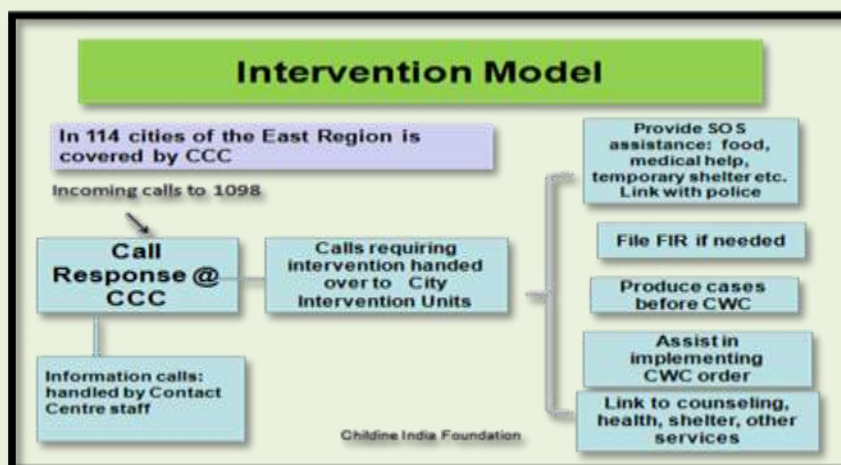 Intervention Model
In 114 cities of the East Region is
covered by CCC
Incoming calls to 1098
Call
Response @
CCC
Calls requiring
intervention handed
over to City
Intervention Units
Information calls:
handled by Contact
Centre staff
Provide SOS
assistance: food,
medical help,
temporary shelter etc.
Link with police
File FIR if needed
Produce cases
before CWC
Assist in
implementing
CWC order
Link to counseling,
health, shelter, other
services
Childine India Foundation